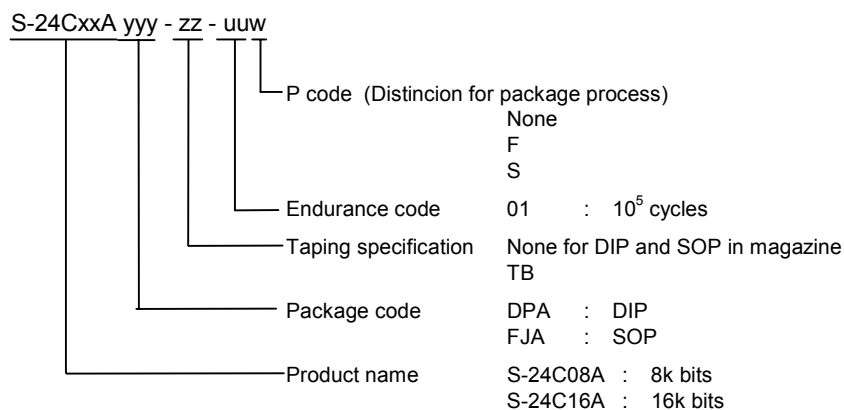 S-24CxxA yyy - zz - uuw
P code (Distincion for package process)
None
F
S
Endurance code 01 : 10⁵ cycles
Taping specification None for DIP and SOP in magazine
TB
Package code DPA : DIP
FJA : SOP
Product name S-24C08A : 8k bits
S-24C16A : 16k bits